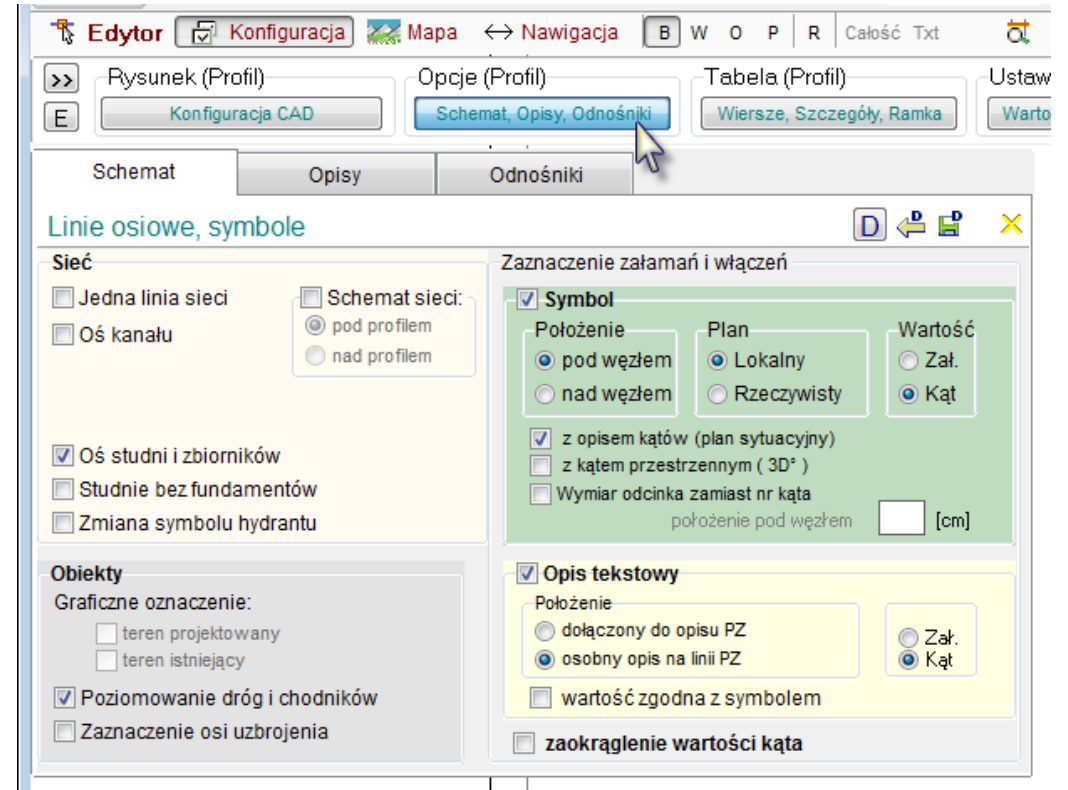 Edytor Konfiguracja Mapa Nawigacja B W O P R Całość Txt
>> Rysunek (Profil) Opcje (Profil) Tabela (Profil) Ustaw
E Konfiguracja CAD Schemat, Opisy, Odnośniki Wiersze, Szczegóły, Ramka Warto
Schemat Opisy Odnośniki
Linie osiowe, symbole D D D
Sieć
Jedna linia sieci
Schemat sieci:
Oś kanału
pod profilem
nad profilem
Oś studni i zbiorników
Studnie bez fundamentów
Zmiana symbolu hydrantu
Obiekty
Graficzne oznaczenie:
teren projektowany
teren istniejący
Poziomowanie dróg i chodników
Zaznaczenie osi uzbrojenia
Zaznaczenie załamań i włączeń
Symbol
Położenie Plan Wartość
pod węzłem Lokalny Zał.
nad węzłem Rzeczywisty Kąt
z opisem kątów (plan sytuacyjny)
z kątem przestrzennym ( 3D° )
Wymiar odcinka zamiast nr kąta
położenie pod węzłem [cm]
Opis tekstowy
Położenie
dołączony do opisu PZ Zał.
osobny opis na linii PZ Kąt
wartość zgodna z symbolem
zaokrąglenie wartości kąta